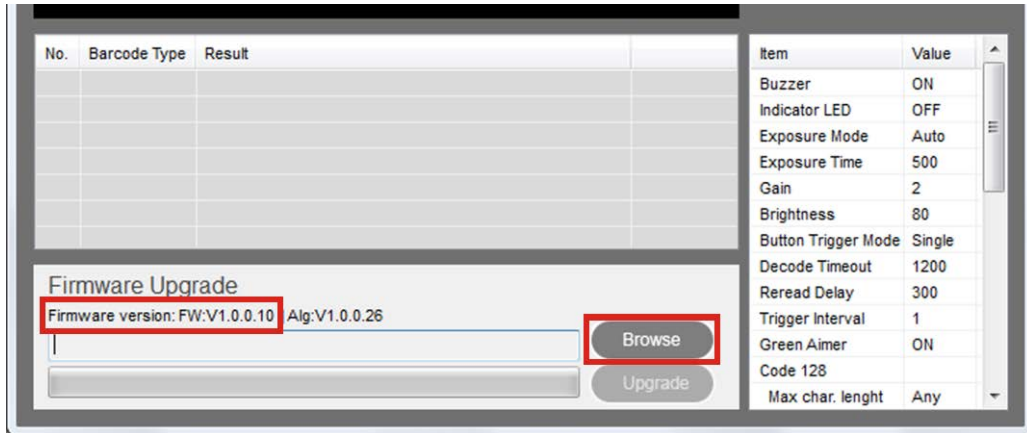 No. Barcode Type Result
Firmware Upgrade
Firmware version: FW:V1.0.0.10 Alg:V1.0.0.26
Browse
Upgrade
Item Value
Buzzer ON
Indicator LED OFF
Exposure Mode Auto
Exposure Time 500
Gain 2
Brightness 80
Button Trigger Mode Single
Decode Timeout 1200
Reread Delay 300
Trigger Interval 1
Green Aimer ON
Code 128
Max char. lenght Any